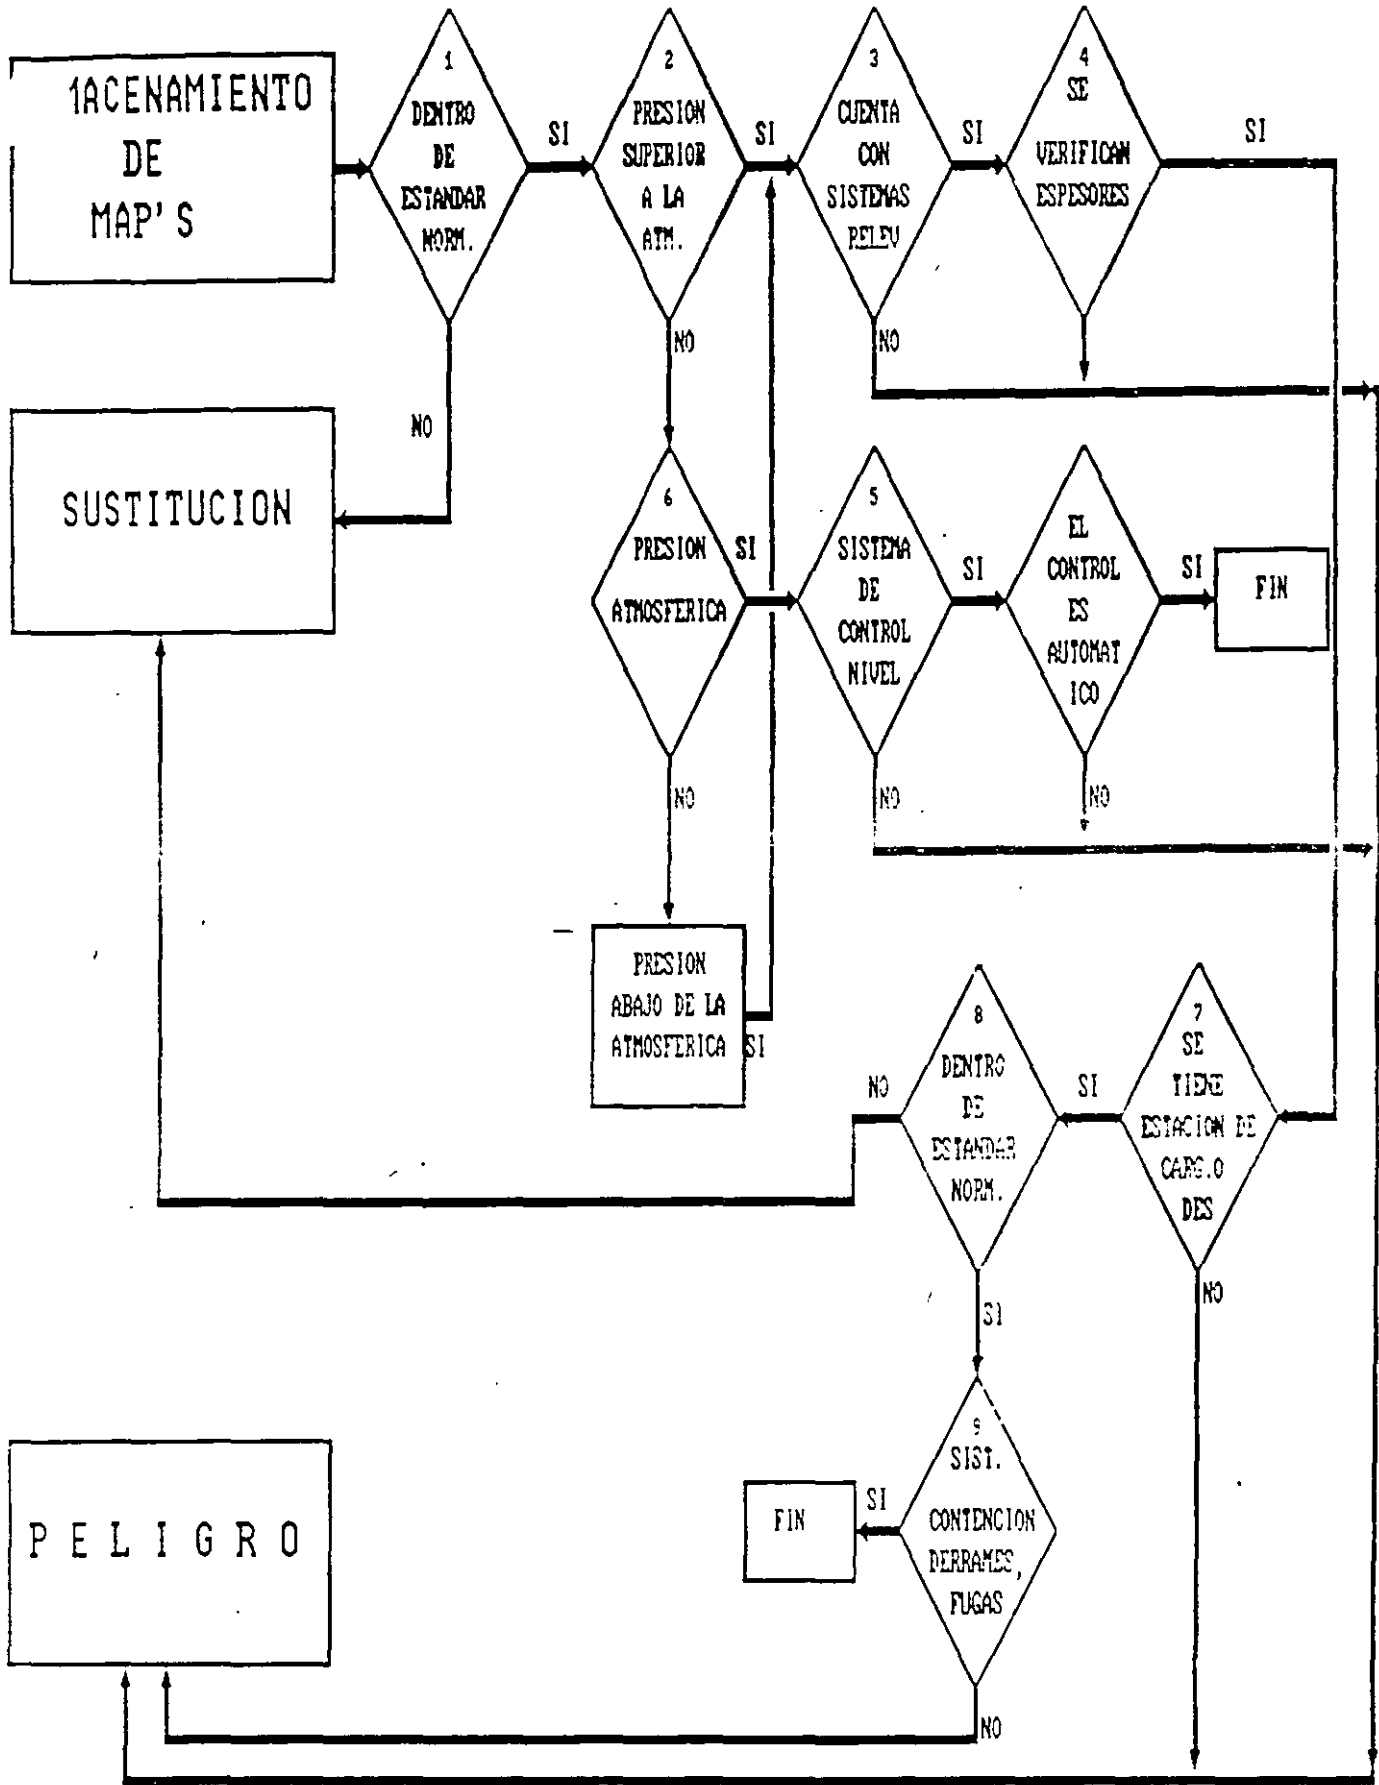 1ACENAMIENTO
DE
MAP'S
1
DENTRO
DE
ESTANDAR
NORM.
SI
NO
2
PRESION
SUPERIOR
A LA
ATM.
SI
NO
3
CUENTA
CON
SISTEMAS
RELEV
SI
NO
4
SE
VERIFICAN
ESPESORES
SI
SUSTITUCION
6
PRESION
ATMOSFERICA
SI
NO
5
SISTEMA
DE
CONTROL
NIVEL
SI
NO
EL
CONTROL
ES
AUTOMAT
ICO
SI
NO
FIN
PRESION
ABAJO DE LA
ATMOSFERICA
SI
8
DENTRO
DE
ESTANDAR
NORM.
NO
SI
7
SE
TIENE
ESTACION DE
CARG.O
DES
SI
NO
9
SIST.
CONTENCION
DERRAMES,
FUGAS
SI
NO
FIN
PELIGRO